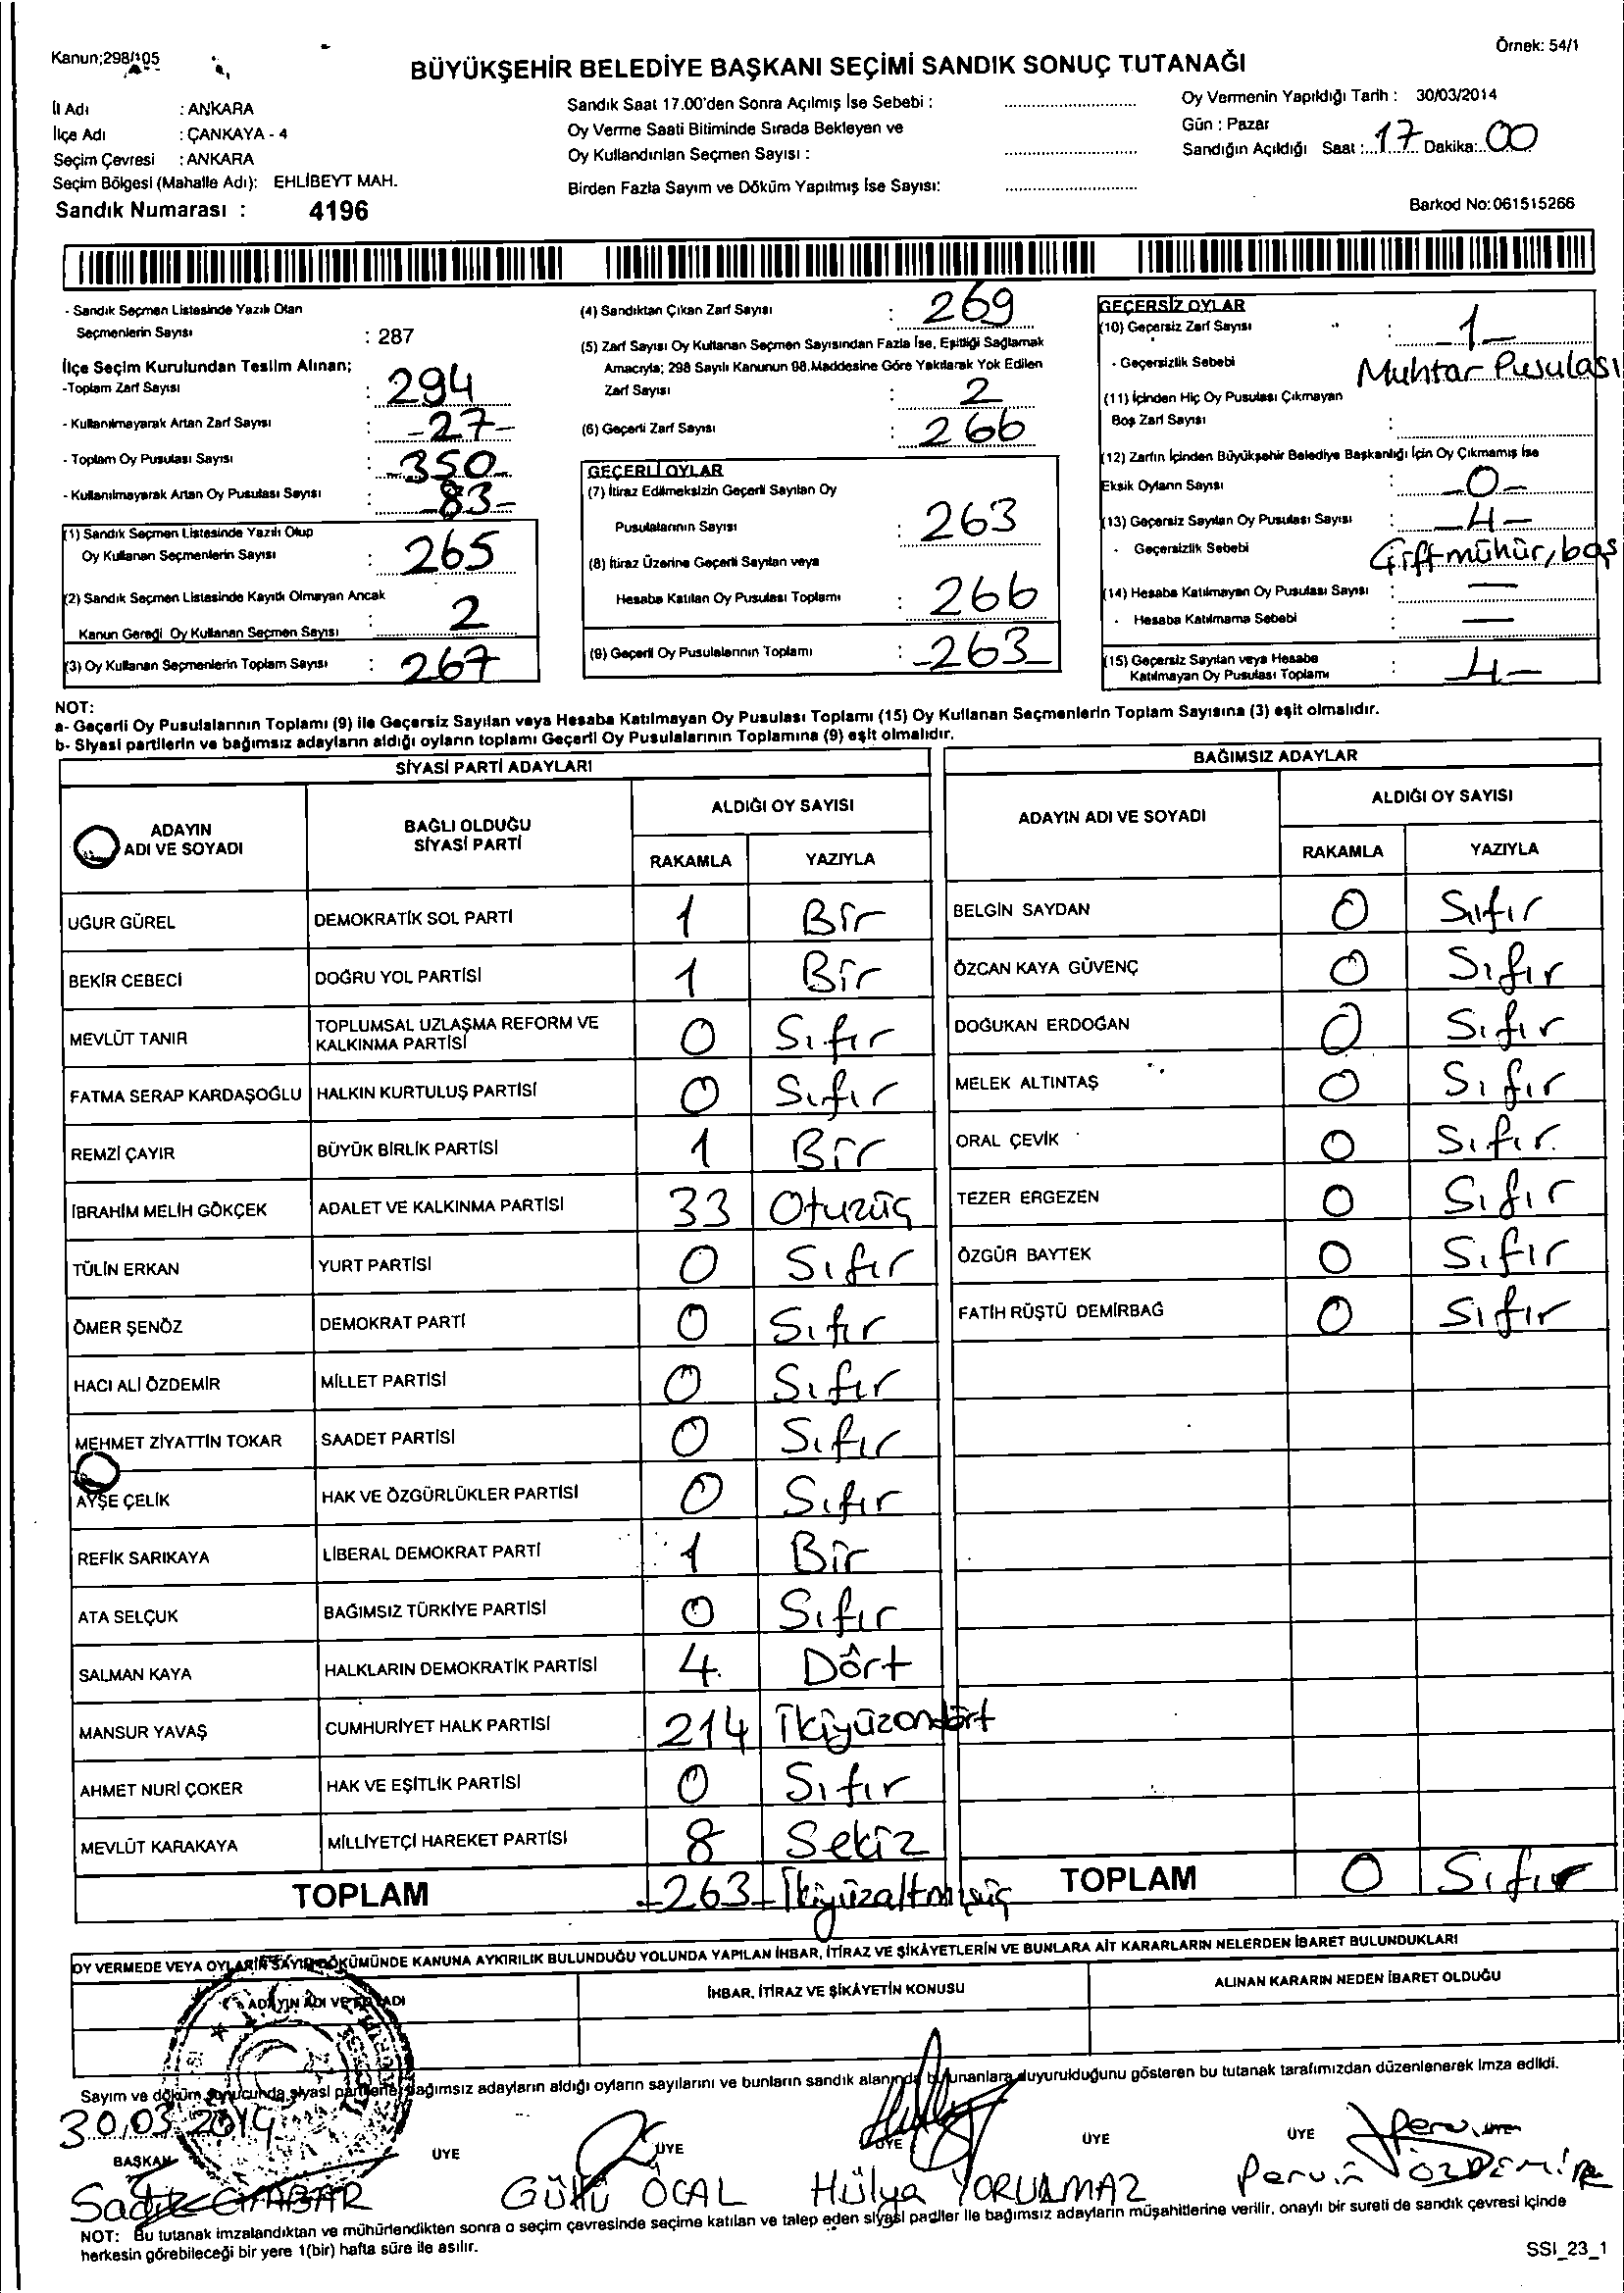 Kanun;298/105
Örnek: 54/1
BÜYÜKŞEHİR BELEDİYE BAŞKANI SEÇİMİ SANDIK SONUÇ TUTANAĞI
İl Adı : ANKARA
İlçe Adı : ÇANKAYA - 4
Seçim Çevresi : ANKARA
Seçim Bölgesi (Mahalle Adı): EHLİBEYT MAH.
Sandık Numarası : 4196
Sandık Saat 17.00'den Sonra Açılmış İse Sebebi :
Oy Verme Saati Bitiminde Sırada Bekleyen ve
Oy Kullandırılan Seçmen Sayısı :
Birden Fazla Sayım ve Döküm Yapılmış İse Sayısı:
Oy Vermenin Yapıldığı Tarih : 30/03/2014
Gün : Pazar
Sandığın Açıldığı Saat : 17 Dakika: 00
Barkod No:061515266
- Sandık Seçmen Listesinde Yazılı Olan
Seçmenlerin Sayısı : 287
İlçe Seçim Kurulundan Teslim Alınan;
-Toplam Zarf Sayısı : 294
- Kullanılmayarak Artan Zarf Sayısı : -27-
- Toplam Oy Pusulası Sayısı : -350-
- Kullanılmayarak Artan Oy Pusulası Sayısı : -83-
(1) Sandık Seçmen Listesinde Yazılı Olup
Oy Kullanan Seçmenlerin Sayısı : 265
(2) Sandık Seçmen Listesinde Kayıtlı Olmayan Ancak
Kanun Gereği Oy Kullanan Seçmen Sayısı : 2
(3) Oy Kullanan Seçmenlerin Toplam Sayısı : 267
(4) Sandıktan Çıkan Zarf Sayısı : 269
(5) Zarf Sayısı Oy Kullanan Seçmen Sayısından Fazla İse, Eşitliği Sağlamak
Amacıyla; 298 Sayılı Kanunun 98.Maddesine Göre Yakılarak Yok Edilen
Zarf Sayısı : 2
(6) Geçerli Zarf Sayısı : 266
GEÇERLİ OYLAR
(7) İtiraz Edilmeksizin Geçerli Sayılan Oy
Pusulalarının Sayısı : 263
(8) İtiraz Üzerine Geçerli Sayılan veya
Hesaba Katılan Oy Pusulası Toplamı : 266
(9) Geçerli Oy Pusulalarının Toplamı : -263-
GEÇERSİZ OYLAR
(10) Geçersiz Zarf Sayısı : -1-
- Geçersizlik Sebebi Muhtar Pusulası
(11) İçinden Hiç Oy Pusulası Çıkmayan
Boş Zarf Sayısı :
(12) Zarfın İçinden Büyükşehir Belediye Başkanlığı İçin Oy Çıkmamış İse
Eksik Oyların Sayısı : -0-
(13) Geçersiz Sayılan Oy Pusulası Sayısı : -4-
- Geçersizlik Sebebi : Çift mühür, boş
(14) Hesaba Katılmayan Oy Pusulası Sayısı : —
- Hesaba Katılmama Sebebi : —
(15) Geçersiz Sayılan veya Hesaba
Katılmayan Oy Pusulası Toplamı : 4-
NOT:
a- Geçerli Oy Pusulalarının Toplamı (9) ile Geçersiz Sayılan veya Hesaba Katılmayan Oy Pusulası Toplamı (15) Oy Kullanan Seçmenlerin Toplam Sayısına (3) eşit olmalıdır.
b- Siyasi partilerin ve bağımsız adayların aldığı oyların toplamı Geçerli Oy Pusulalarının Toplamına (9) eşit olmalıdır.
SİYASİ PARTİ ADAYLARI
ADAYIN ADI VE SOYADI BAĞLI OLDUĞU SİYASİ PARTİ ALDIĞI OY SAYISI
RAKAMLA YAZIYLA
UĞUR GÜREL DEMOKRATİK SOL PARTİ 1 Bir
BEKİR CEBECİ DOĞRU YOL PARTİSİ 1 Bir
MEVLÜT TANIR TOPLUMSAL UZLAŞMA REFORM VE KALKINMA PARTİSİ 0 Sıfır
FATMA SERAP KARDAŞOĞLU HALKIN KURTULUŞ PARTİSİ 0 Sıfır
REMZİ ÇAYIR BÜYÜK BİRLİK PARTİSİ 1 Bir
İBRAHİM MELİH GÖKÇEK ADALET VE KALKINMA PARTİSİ 33 Otuzüç
TÜLİN ERKAN YURT PARTİSİ 0 Sıfır
ÖMER ŞENÖZ DEMOKRAT PARTİ 0 Sıfır
HACI ALİ ÖZDEMİR MİLLET PARTİSİ 0 Sıfır
MEHMET ZİYATTİN TOKAR SAADET PARTİSİ 0 Sıfır
AYŞE ÇELİK HAK VE ÖZGÜRLÜKLER PARTİSİ 0 Sıfır
REFİK SARIKAYA LİBERAL DEMOKRAT PARTİ 1 Bir
ATA SELÇUK BAĞIMSIZ TÜRKİYE PARTİSİ 0 Sıfır
SALMAN KAYA HALKLARIN DEMOKRATİK PARTİSİ 4. Dört
MANSUR YAVAŞ CUMHURİYET HALK PARTİSİ 214 İkiyüzondört
AHMET NURİ ÇOKER HAK VE EŞİTLİK PARTİSİ 0 Sıfır
MEVLÜT KARAKAYA MİLLİYETÇİ HAREKET PARTİSİ 8 Sekiz
TOPLAM -263- İkiyüzaltmışüç
BAĞIMSIZ ADAYLAR
ADAYIN ADI VE SOYADI ALDIĞI OY SAYISI
RAKAMLA YAZIYLA
BELGİN SAYDAN 0 Sıfır
ÖZCAN KAYA GÜVENÇ 0 Sıfır
DOĞUKAN ERDOĞAN 0 Sıfır
MELEK ALTINTAŞ 0 Sıfır
ORAL ÇEVİK 0 Sıfır.
TEZER ERGEZEN 0 Sıfır
ÖZGÜR BAYTEK 0 Sıfır
FATİH RÜŞTÜ DEMİRBAĞ 0 Sıfır
TOPLAM 0 Sıfır
OY VERMEDE VEYA OYLARIN SAYIM DÖKÜMÜNDE KANUNA AYKIRILIK BULUNDUĞU YOLUNDA YAPILAN İHBAR, İTİRAZ VE ŞİKÂYETLERİN VE BUNLARA AİT KARARLARIN NELERDEN İBARET BULUNDUKLARI
ADAYIN ADI VE SOYADI İHBAR, İTİRAZ VE ŞİKÂYETİN KONUSU ALINAN KARARIN NEDEN İBARET OLDUĞU
Sayım ve döküm sonucunda siyasi partilerle bağımsız adayların aldığı oyların sayılarını ve bunların sandık alanında bulunanlara duyurulduğunu gösteren bu tutanak tarafımızdan düzenlenerek imza edildi.
30.03.2014
BAŞKAN ÜYE ÜYE ÜYE ÜYE ÜYE
Güllü ÖCAL Hülya YORULMAZ Pervin ÖZDEMİR
NOT: Bu tutanak imzalandıktan ve mühürlendikten sonra o seçim çevresinde seçime katılan ve talep eden siyasi partiler ile bağımsız adayların müşahitlerine verilir, onaylı bir sureti de sandık çevresi içinde
herkesin görebileceği bir yere 1(bir) hafta süre ile asılır.
SSI_23_1